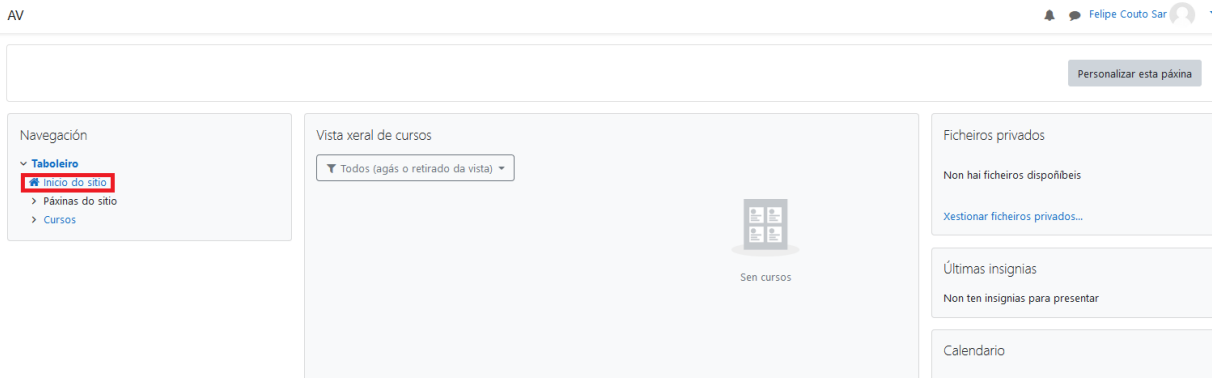 AV
Felipe Couto Sar
Personalizar esta páxina
Navegación
Taboleiro
Inicio do sitio
Páxinas do sitio
Cursos
Vista xeral de cursos
Todos (agás o retirado da vista)
Sen cursos
Ficheiros privados
Non hai ficheiros dispoñíbeis
Xestionar ficheiros privados...
Últimas insignias
Non ten insignias para presentar
Calendario